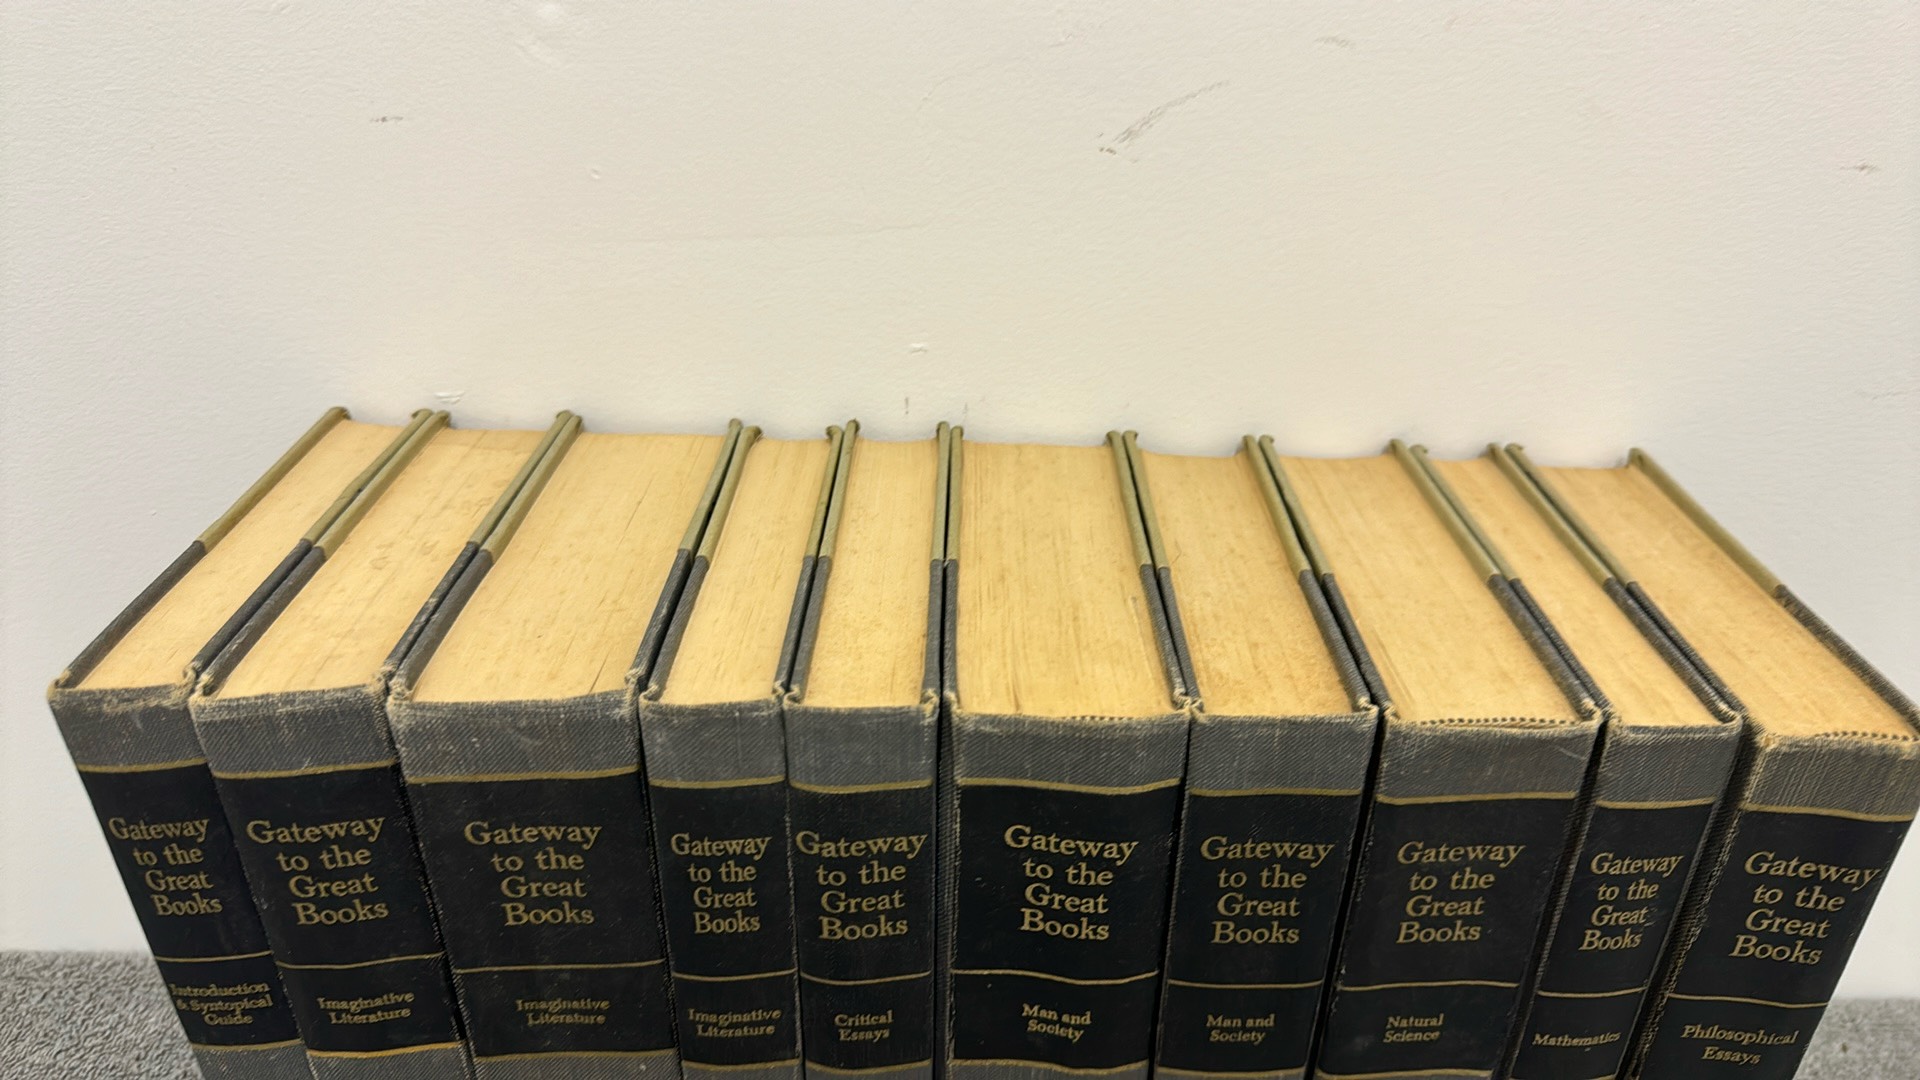 Gateway
to the
Great
Books
Introduction
& Syntopical
Guide
Gateway
to the
Great
Books
Imaginative
Literature
Gateway
to the
Great
Books
Imaginative
Literature
Gateway
to the
Great
Books
Imaginative
Literature
Gateway
to the
Great
Books
Critical
Essays
Gateway
to the
Great
Books
Man and
Society
Gateway
to the
Great
Books
Man and
Society
Gateway
to the
Great
Books
Natural
Science
Gateway
to the
Great
Books
Mathematics
Gateway
to the
Great
Books
Philosophical
Essays